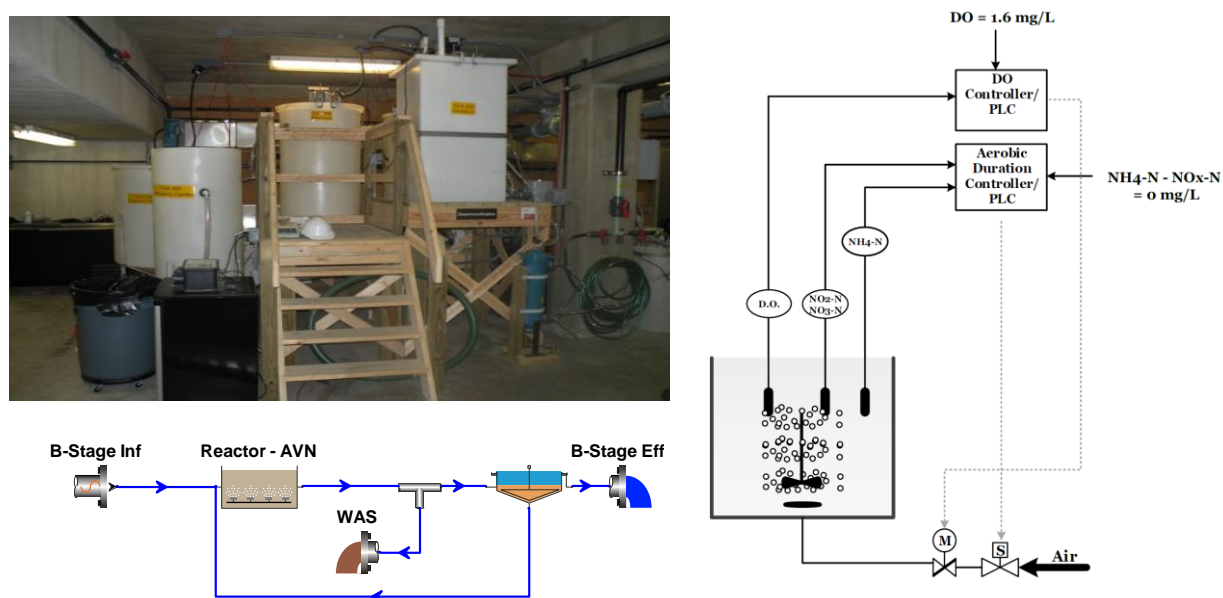 DO = 1.6 mg/L
DO
Controller/
PLC
Aerobic
Duration
Controller/
PLC
NH4-N - NOx-N
= 0 mg/L
NH4-N
D.O.
NO2-N
NO3-N
M
S
Air
B-Stage Inf
Reactor - AVN
B-Stage Eff
WAS